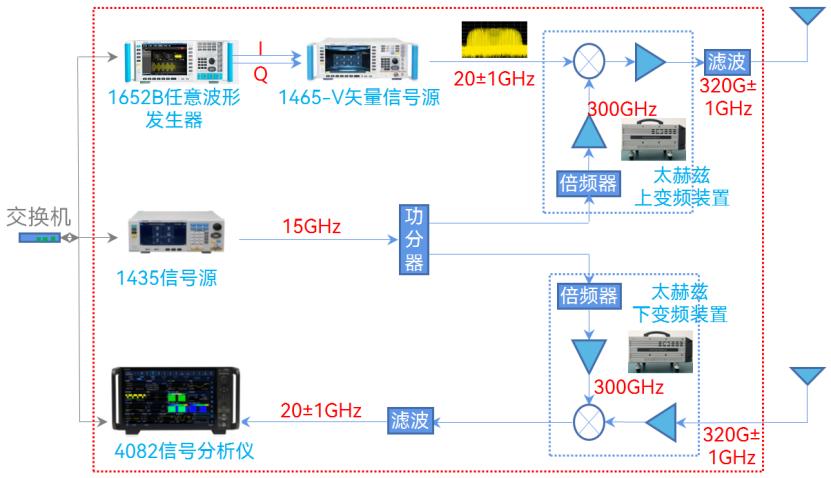 1652B任意波形
发生器
I
Q
1465-V矢量信号源
20±1GHz
300GHz
滤波
320G±
1GHz
倍频器
太赫兹
上变频装置
交换机
1435信号源
15GHz
功
分
器
倍频器
太赫兹
下变频装置
300GHz
4082信号分析仪
20±1GHz
滤波
320G±
1GHz